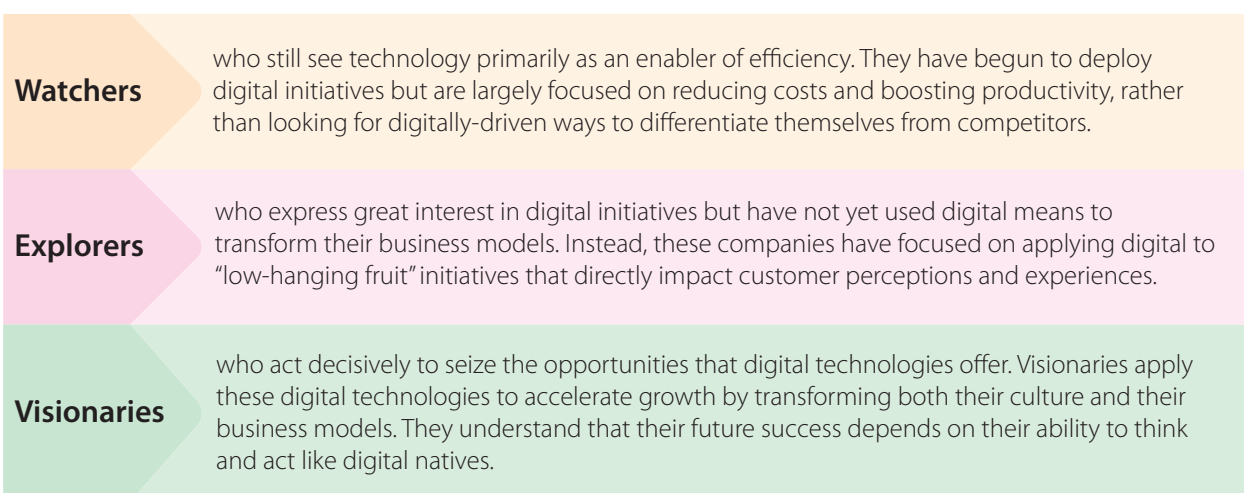 Watchers
who still see technology primarily as an enabler of efficiency. They have begun to deploy
digital initiatives but are largely focused on reducing costs and boosting productivity, rather
than looking for digitally-driven ways to differentiate themselves from competitors.
Explorers
who express great interest in digital initiatives but have not yet used digital means to
transform their business models. Instead, these companies have focused on applying digital to
“low-hanging fruit” initiatives that directly impact customer perceptions and experiences.
Visionaries
who act decisively to seize the opportunities that digital technologies offer. Visionaries apply
these digital technologies to accelerate growth by transforming both their culture and their
business models. They understand that their future success depends on their ability to think
and act like digital natives.